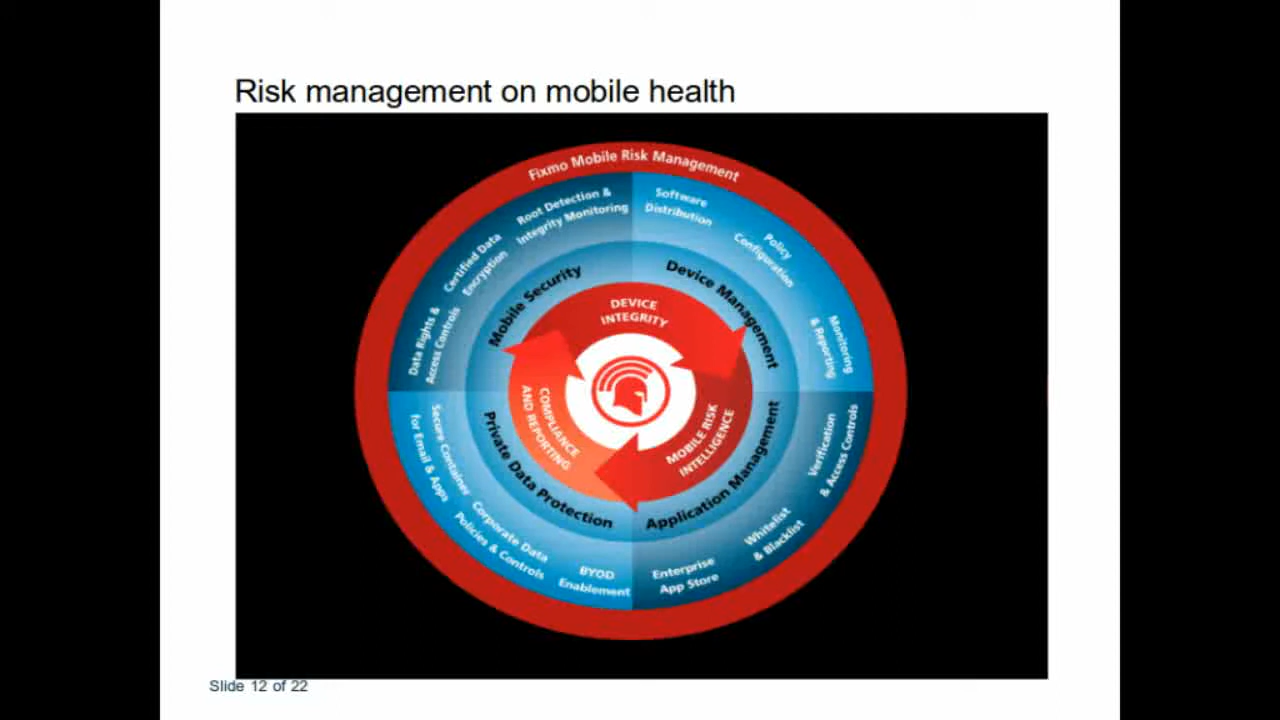 Risk management on mobile health
Fixmo Mobile Risk Management
Root Detection &
Integrity Monitoring
Certified Data
Encryption
Data Rights &
Access Controls
Software
Distribution
Policy
Configuration
Monitoring
& Reporting
Mobile Security
Device Management
DEVICE
INTEGRITY
COMPLIANCE
AND REPORTING
MOBILE RISK
INTELLIGENCE
Private Data Protection
Application Management
Secure Container
for Email & Apps
Corporate Data
Policies & Controls
BYOD
Enablement
Verification
& Access Controls
Whitelist
& Blacklist
Enterprise
App Store
Slide 12 of 22